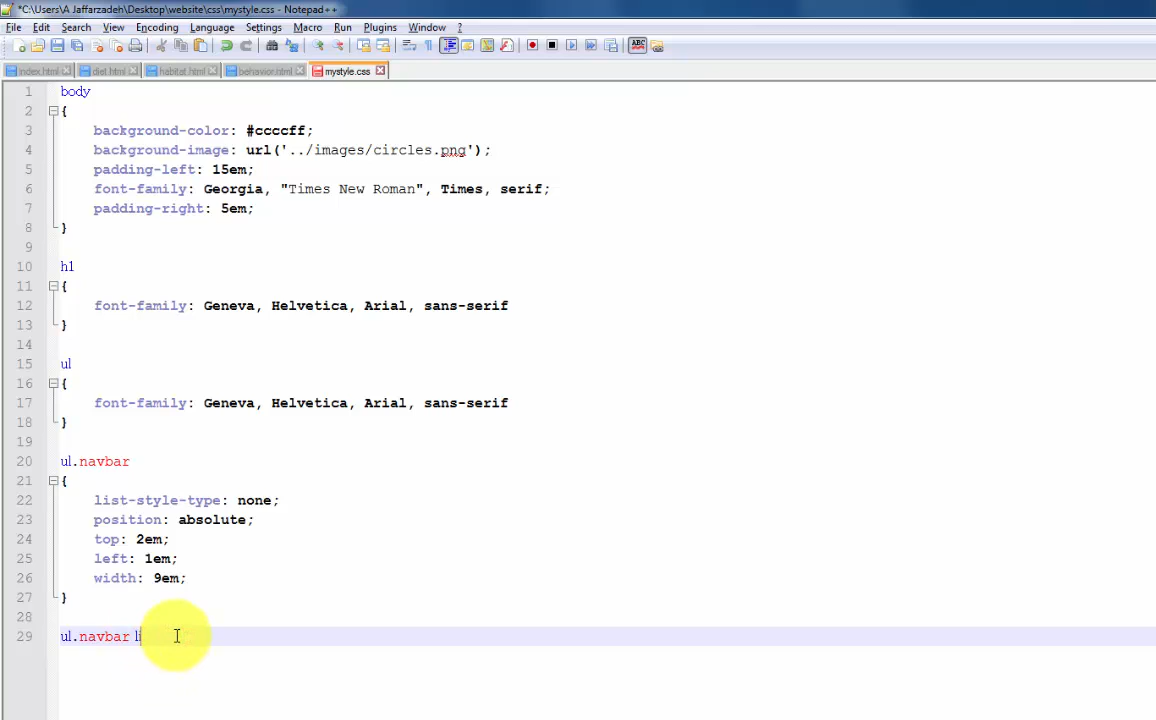 *C:\Users\A Jaffarzadeh\Desktop\website\css\mystyle.css - Notepad++
File Edit Search View Encoding Language Settings Macro Run Plugins Window ?
ABC
index.html diet.html habitat.html behavior.html mystyle.css
1 body
2 {
3 background-color: #ccccff;
4 background-image: url('../images/circles.png');
5 padding-left: 15em;
6 font-family: Georgia, "Times New Roman", Times, serif;
7 padding-right: 5em;
8 }
9
10 h1
11 {
12 font-family: Geneva, Helvetica, Arial, sans-serif
13 }
14
15 ul
16 {
17 font-family: Geneva, Helvetica, Arial, sans-serif
18 }
19
20 ul.navbar
21 {
22 list-style-type: none;
23 position: absolute;
24 top: 2em;
25 left: 1em;
26 width: 9em;
27 }
28
29 ul.navbar li